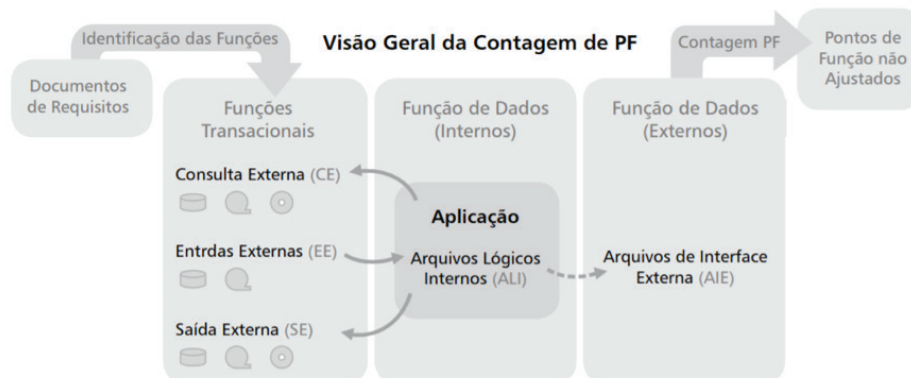 Identificação das Funções
Visão Geral da Contagem de PF
Contagem PF
Pontos de
Função não
Ajustados
Documentos
de Requisitos
Funções
Transacionais
Função de Dados
(Internos)
Função de Dados
(Externos)
Consulta Externa (CE)
Aplicação
Entrdas Externas (EE)
Arquivos Lógicos
Internos (ALI)
Arquivos de Interface
Externa (AIE)
Saída Externa (SE)